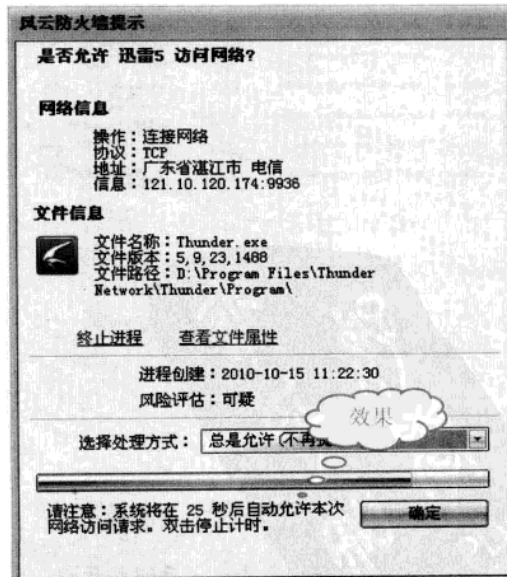 风云防火墙提示
是否允许 迅雷5 访问网络?
网络信息
操作：连接网络
协议：TCP
地址：广东省湛江市 电信
信息：121.10.120.174:9936
文件信息
文件名称：Thunder.exe
文件版本：5,9,23,1488
文件路径：D:\Program Files\Thunder
Network\Thunder\Program\
终止进程 查看文件属性
进程创建：2010-10-15 11:22:30
风险评估：可疑
效果
选择处理方式： 总是允许(不再
请注意：系统将在 25 秒后自动允许本次
网络访问请求。双击停止计时。
确定